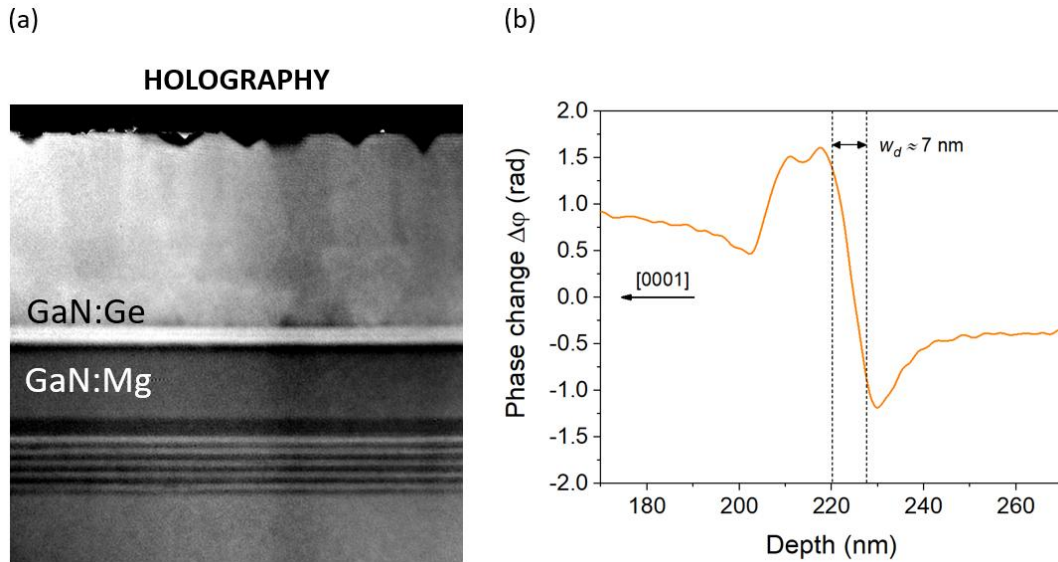 (a)
HOLOGRAPHY
GaN:Ge
GaN:Mg
(b)
Phase change Δφ (rad)
2.0
1.5
1.0
0.5
0.0
-0.5
-1.0
-1.5
-2.0
w_d ≈ 7 nm
[0001]
180
200
220
240
260
Depth (nm)